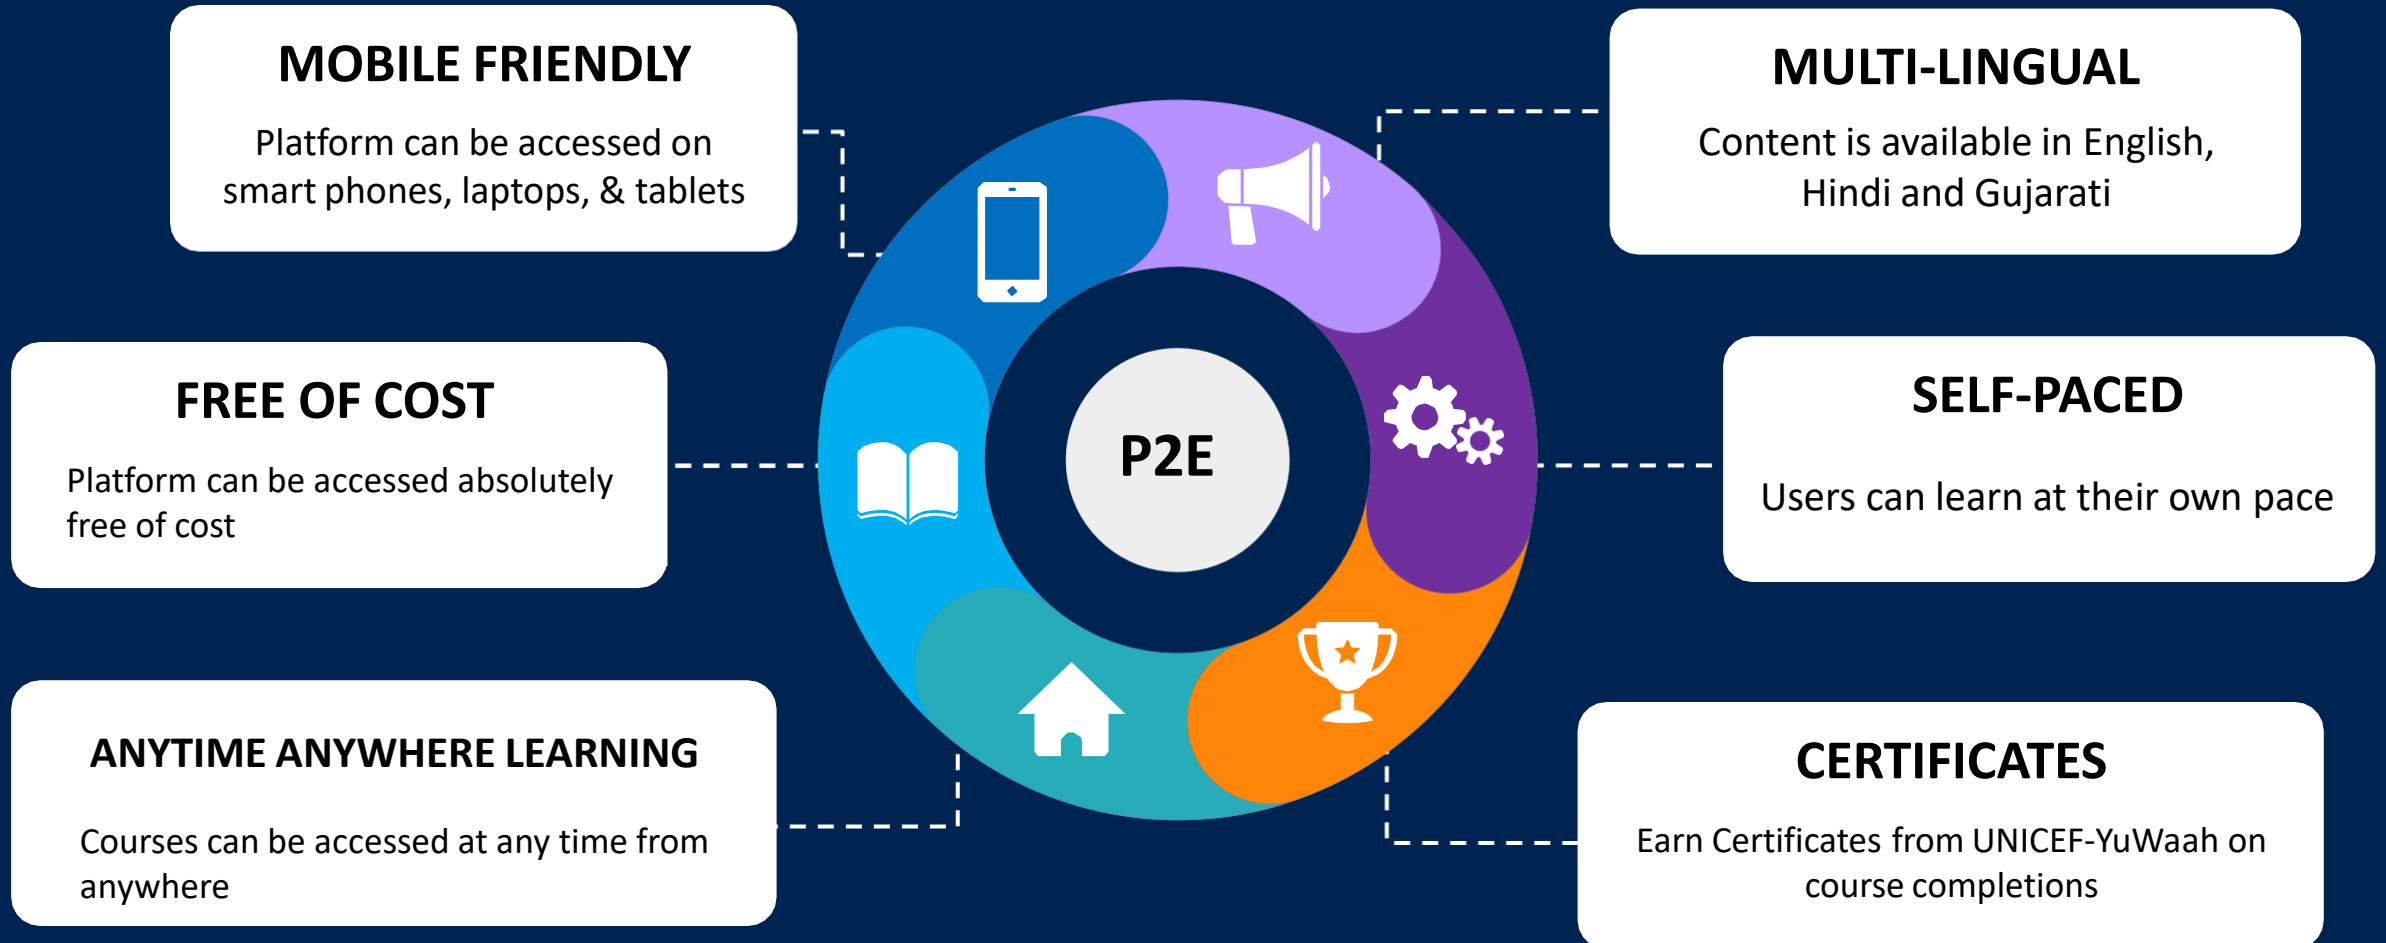 MOBILE FRIENDLY
Platform can be accessed on
smart phones, laptops, & tablets
MULTI-LINGUAL
Content is available in English,
Hindi and Gujarati
FREE OF COST
Platform can be accessed absolutely
free of cost
P2E
SELF-PACED
Users can learn at their own pace
ANYTIME ANYWHERE LEARNING
Courses can be accessed at any time from
anywhere
CERTIFICATES
Earn Certificates from UNICEF-YuWaah on
course completions